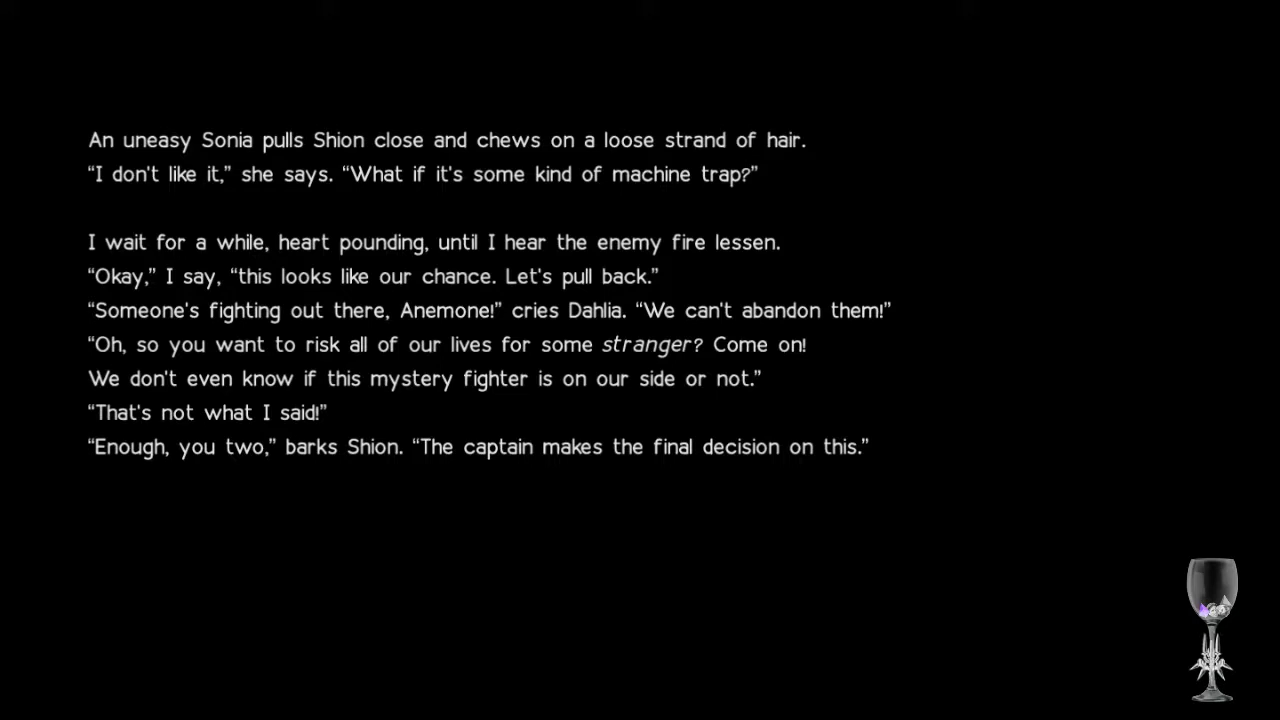 An uneasy Sonia pulls Shion close and chews on a loose strand of hair.
“I don't like it,” she says. “What if it's some kind of machine trap?”
I wait for a while, heart pounding, until I hear the enemy fire lessen.
“Okay,” I say, “this looks like our chance. Let's pull back.”
“Someone's fighting out there, Anemone!” cries Dahlia. “We can't abandon them!”
“Oh, so you want to risk all of our lives for some stranger? Come on!
We don't even know if this mystery fighter is on our side or not.”
“That's not what I said!”
“Enough, you two,” barks Shion. “The captain makes the final decision on this.”